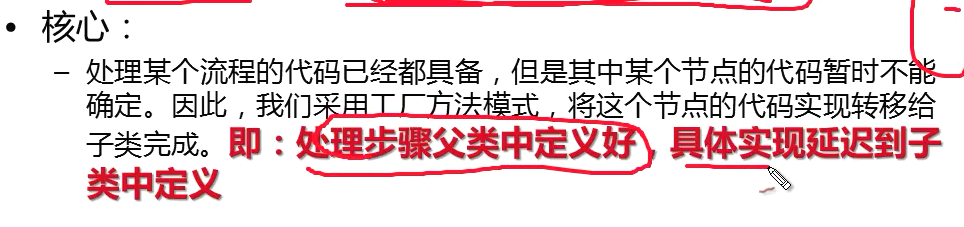 • 核心：
– 处理某个流程的代码已经都具备，但是其中某个节点的代码暂时不能
确定。因此，我们采用工厂方法模式，将这个节点的代码实现转移给
子类完成。即：处理步骤父类中定义好，具体实现延迟到子
类中定义